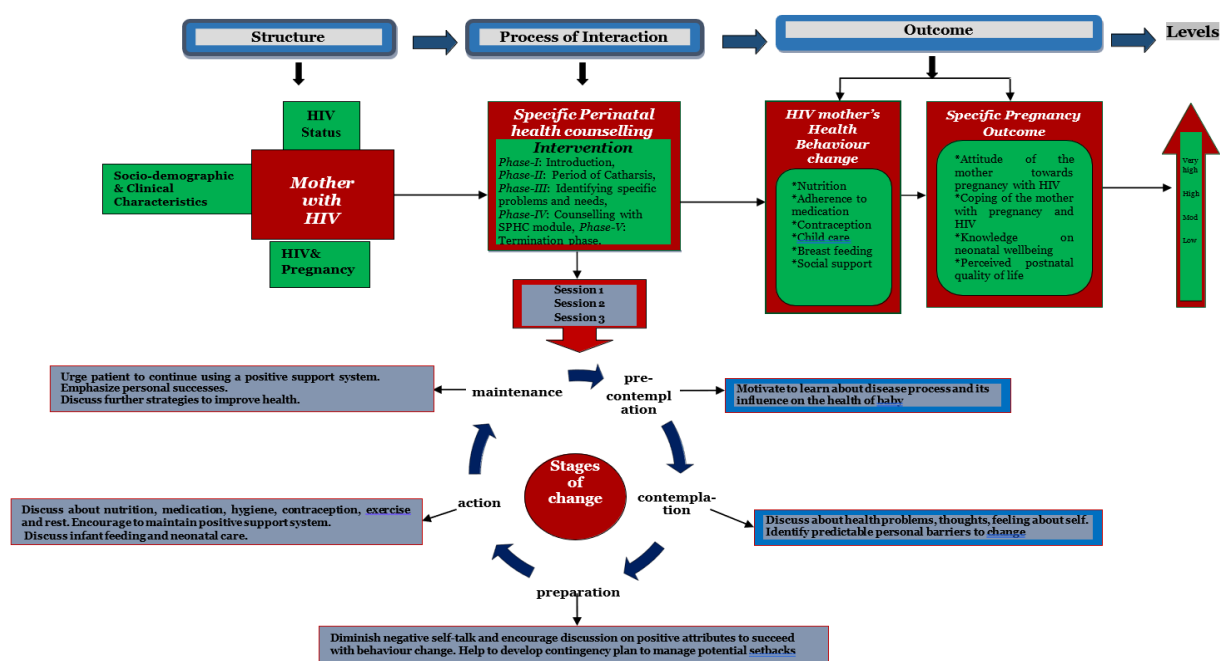 Structure
Process of Interaction
Outcome
Levels
HIV
Status
Socio-demographic
& Clinical
Characteristics
Mother
with
HIV
HIV&
Pregnancy
Specific Perinatal
health counselling
Intervention
Phase-I: Introduction,
Phase-II: Period of Catharsis,
Phase-III: Identifying specific
problems and needs,
Phase-IV: Counselling with
SPHC module, Phase-V:
Termination phase.
HIV mother's
Health
Behaviour
change
*Nutrition
*Adherence to
medication
*Contraception
*Child care
*Breast feeding
*Social support
Specific Pregnancy
Outcome
*Attitude of the
mother towards
pregnancy with HIV
*Coping of the mother
with pregnancy and
HIV
*Knowledge on
neonatal wellbeing
*Perceived postnatal
quality of life
Very
high
High
Mod
Low
Session 1
Session 2
Session 3
Urge patient to continue using a positive support system.
Emphasize personal successes.
Discuss further strategies to improve health.
maintenance
pre-
contempl
ation
Motivate to learn about disease process and its
influence on the health of baby
Stages
of
change
action
contempla-
tion
Discuss about nutrition, medication, hygiene, contraception, exercise
and rest. Encourage to maintain positive support system.
Discuss infant feeding and neonatal care.
Discuss about health problems, thoughts, feeling about self.
Identify predictable personal barriers to change
preparation
Diminish negative self-talk and encourage discussion on positive attributes to succeed
with behaviour change. Help to develop contingency plan to manage potential setbacks